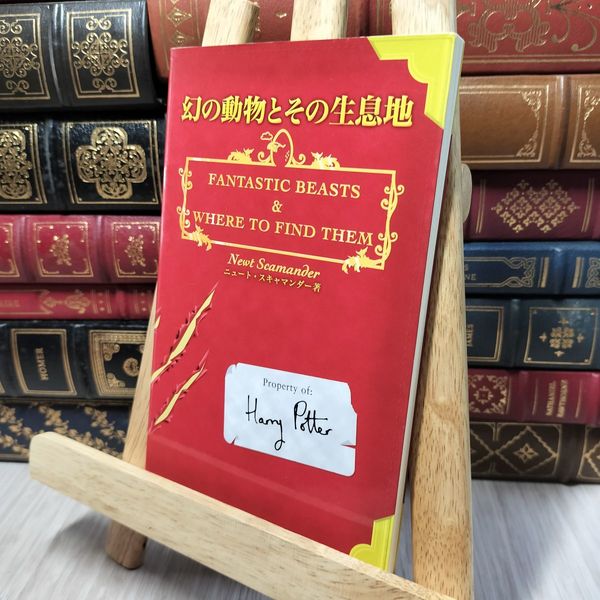 幻の動物とその生息地
FANTASTIC BEASTS
&
WHERE TO FIND THEM
Newt Scamander
ニュート・スキャマンダー著
Property of:
Harry Potter
HOMER